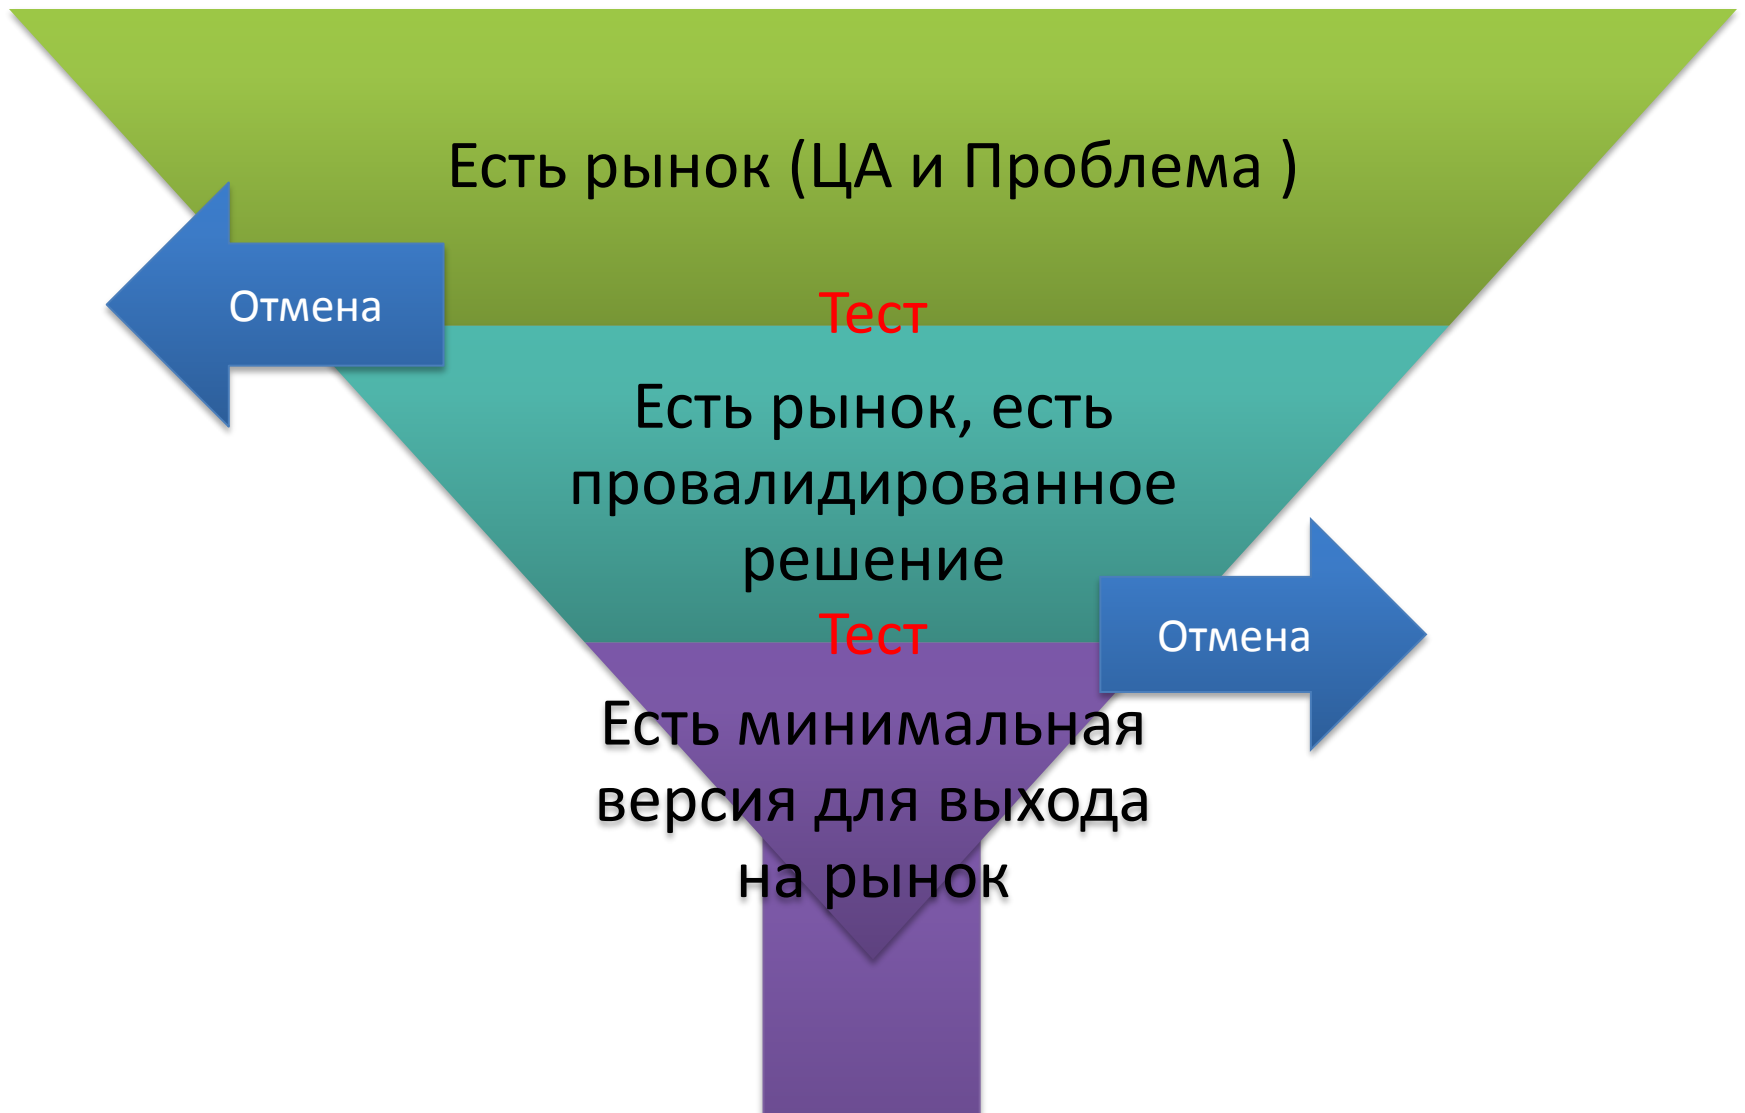 Есть рынок (ЦА и Проблема )
Отмена
Тест
Есть рынок, есть
провалидированное
решение
Тест
Отмена
Есть минимальная
версия для выхода
на рынок